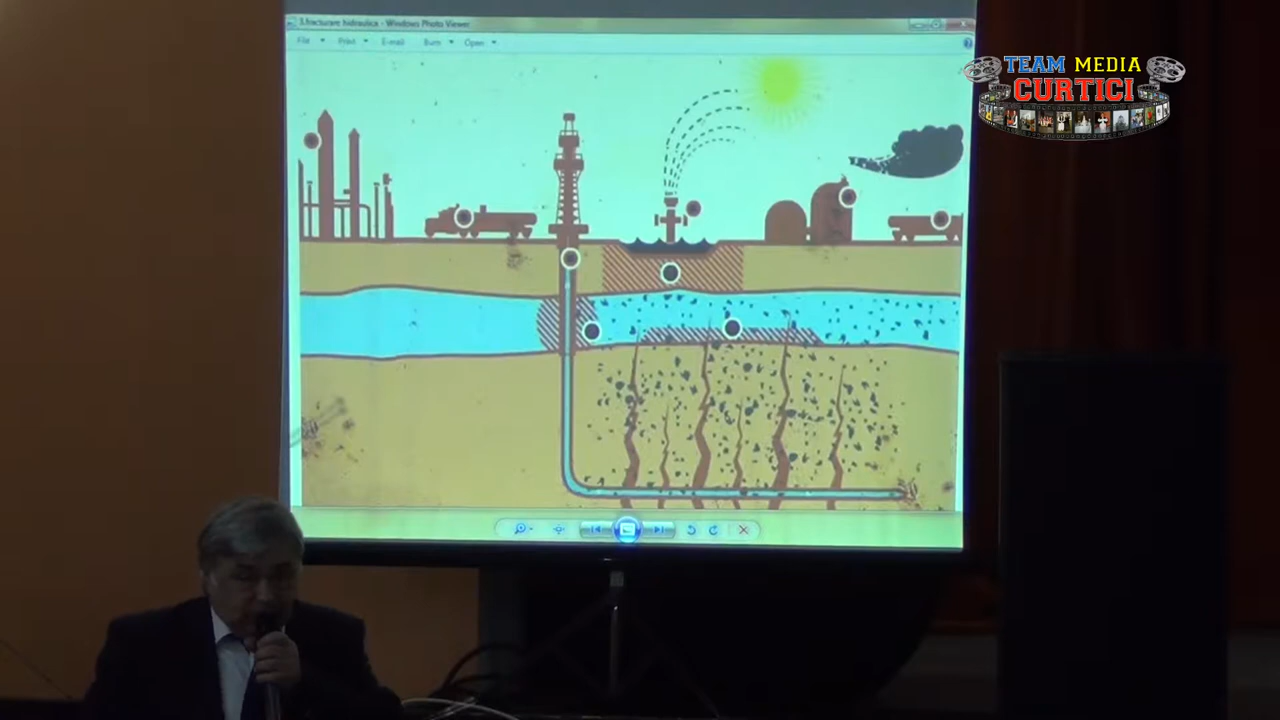 3.fracturare hidraulica - Windows Photo Viewer
File Print E-mail Burn Open
TEAM MEDIA
CURTICI